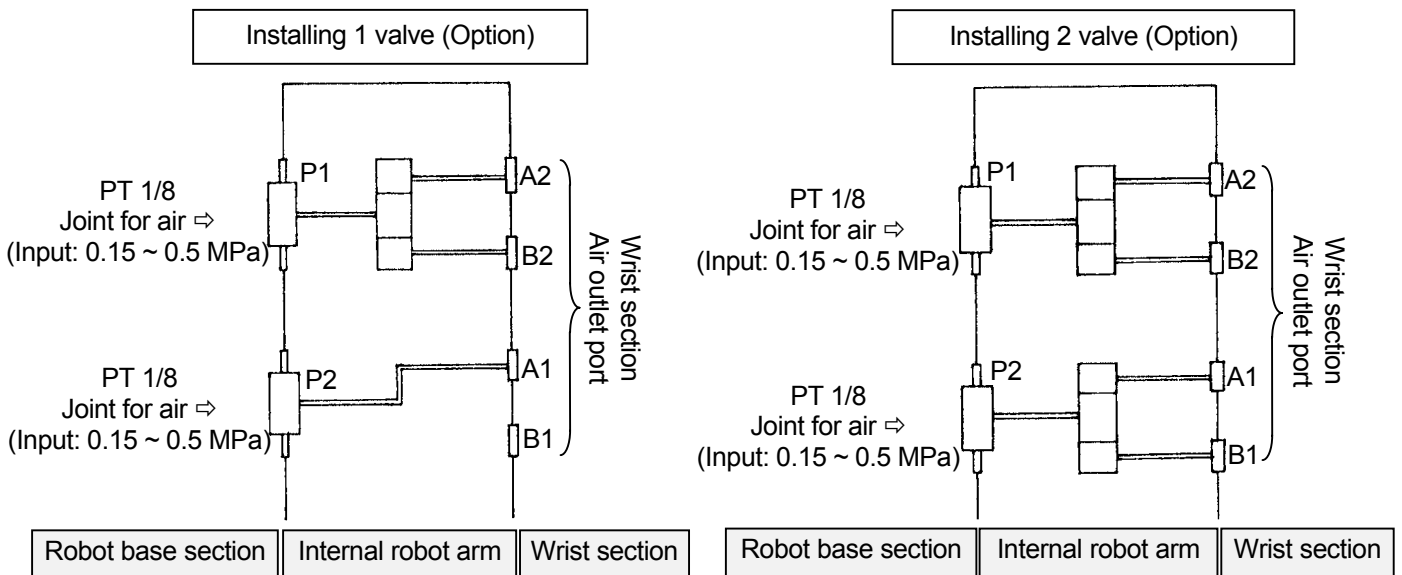 Installing 1 valve (Option)
P1
A2
PT 1/8
Joint for air ⇨
(Input: 0.15 ~ 0.5 MPa)
B2
Wrist section
Air outlet port
P2
A1
PT 1/8
Joint for air ⇨
(Input: 0.15 ~ 0.5 MPa)
B1
Robot base section
Internal robot arm
Wrist section
Installing 2 valve (Option)
P1
A2
PT 1/8
Joint for air ⇨
(Input: 0.15 ~ 0.5 MPa)
B2
Wrist section
Air outlet port
P2
A1
PT 1/8
Joint for air ⇨
(Input: 0.15 ~ 0.5 MPa)
B1
Robot base section
Internal robot arm
Wrist section